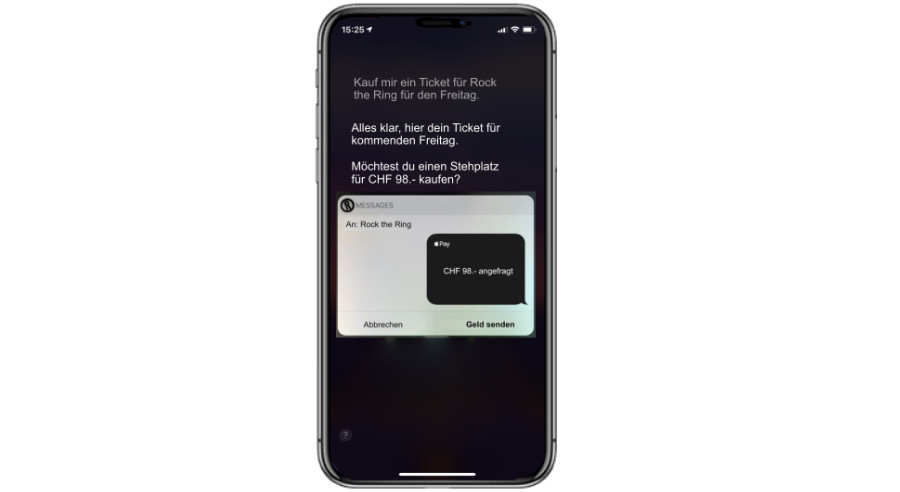 15:25
Kauf mir ein Ticket für Rock
the Ring für den Freitag.
Alles klar, hier dein Ticket für
kommenden Freitag.
Möchtest du einen Stehplatz
für CHF 98.- kaufen?
MESSAGES
An: Rock the Ring
Pay
CHF 98.- angefragt
Abbrechen
Geld senden
?